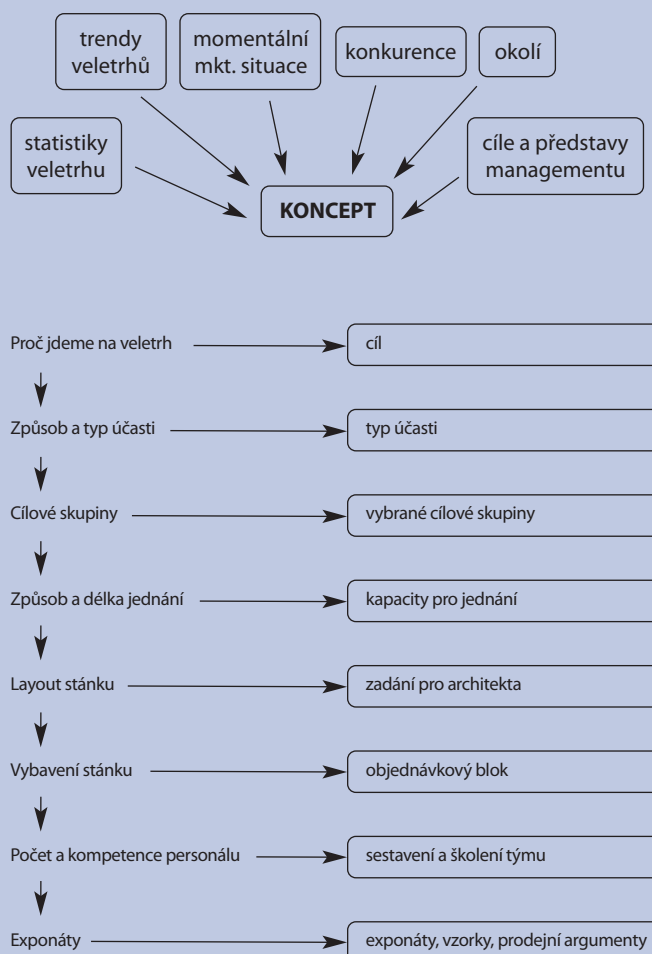 trendy
veletrhů
momentální
mkt. situace
konkurence
okolí
statistiky
veletrhu
cíle a představy
managementu
KONCEPT
Proč jdeme na veletrh
cíl
Způsob a typ účasti
typ účasti
Cílové skupiny
vybrané cílové skupiny
Způsob a délka jednání
kapacity pro jednání
Layout stánku
zadání pro architekta
Vybavení stánku
objednávkový blok
Počet a kompetence personálu
sestavení a školení týmu
Exponáty
exponáty, vzorky, prodejní argumenty